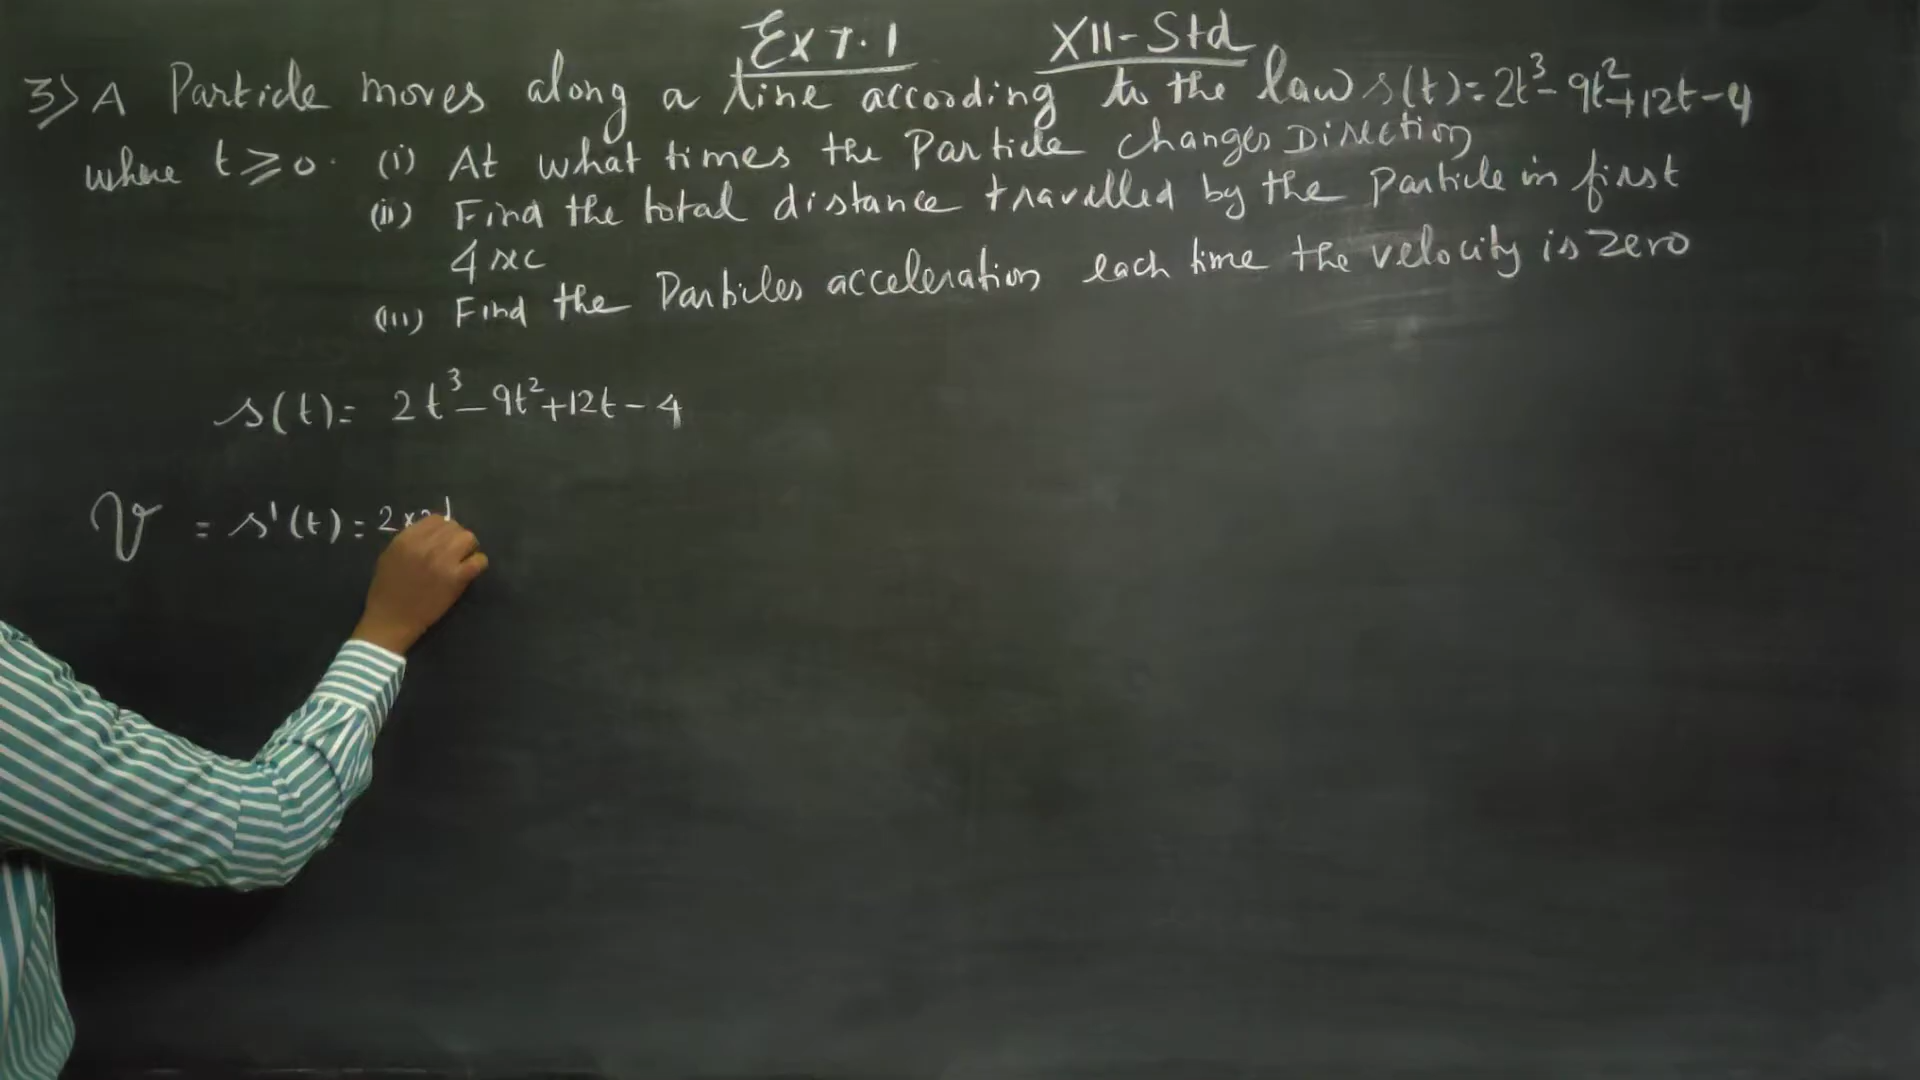 Ex 7.1 XII-Std
3) A Particle moves along a line according to the law s(t)=2t³-9t²+12t-4
where t⩾0. (i) At what times the Particle changes Direction
(ii) Find the total distance travelled by the particle in first
4 sec
(iii) Find the Particles acceleration each time the velocity is zero
s(t)= 2t³-9t²+12t-4
V = s'(t)= 2×